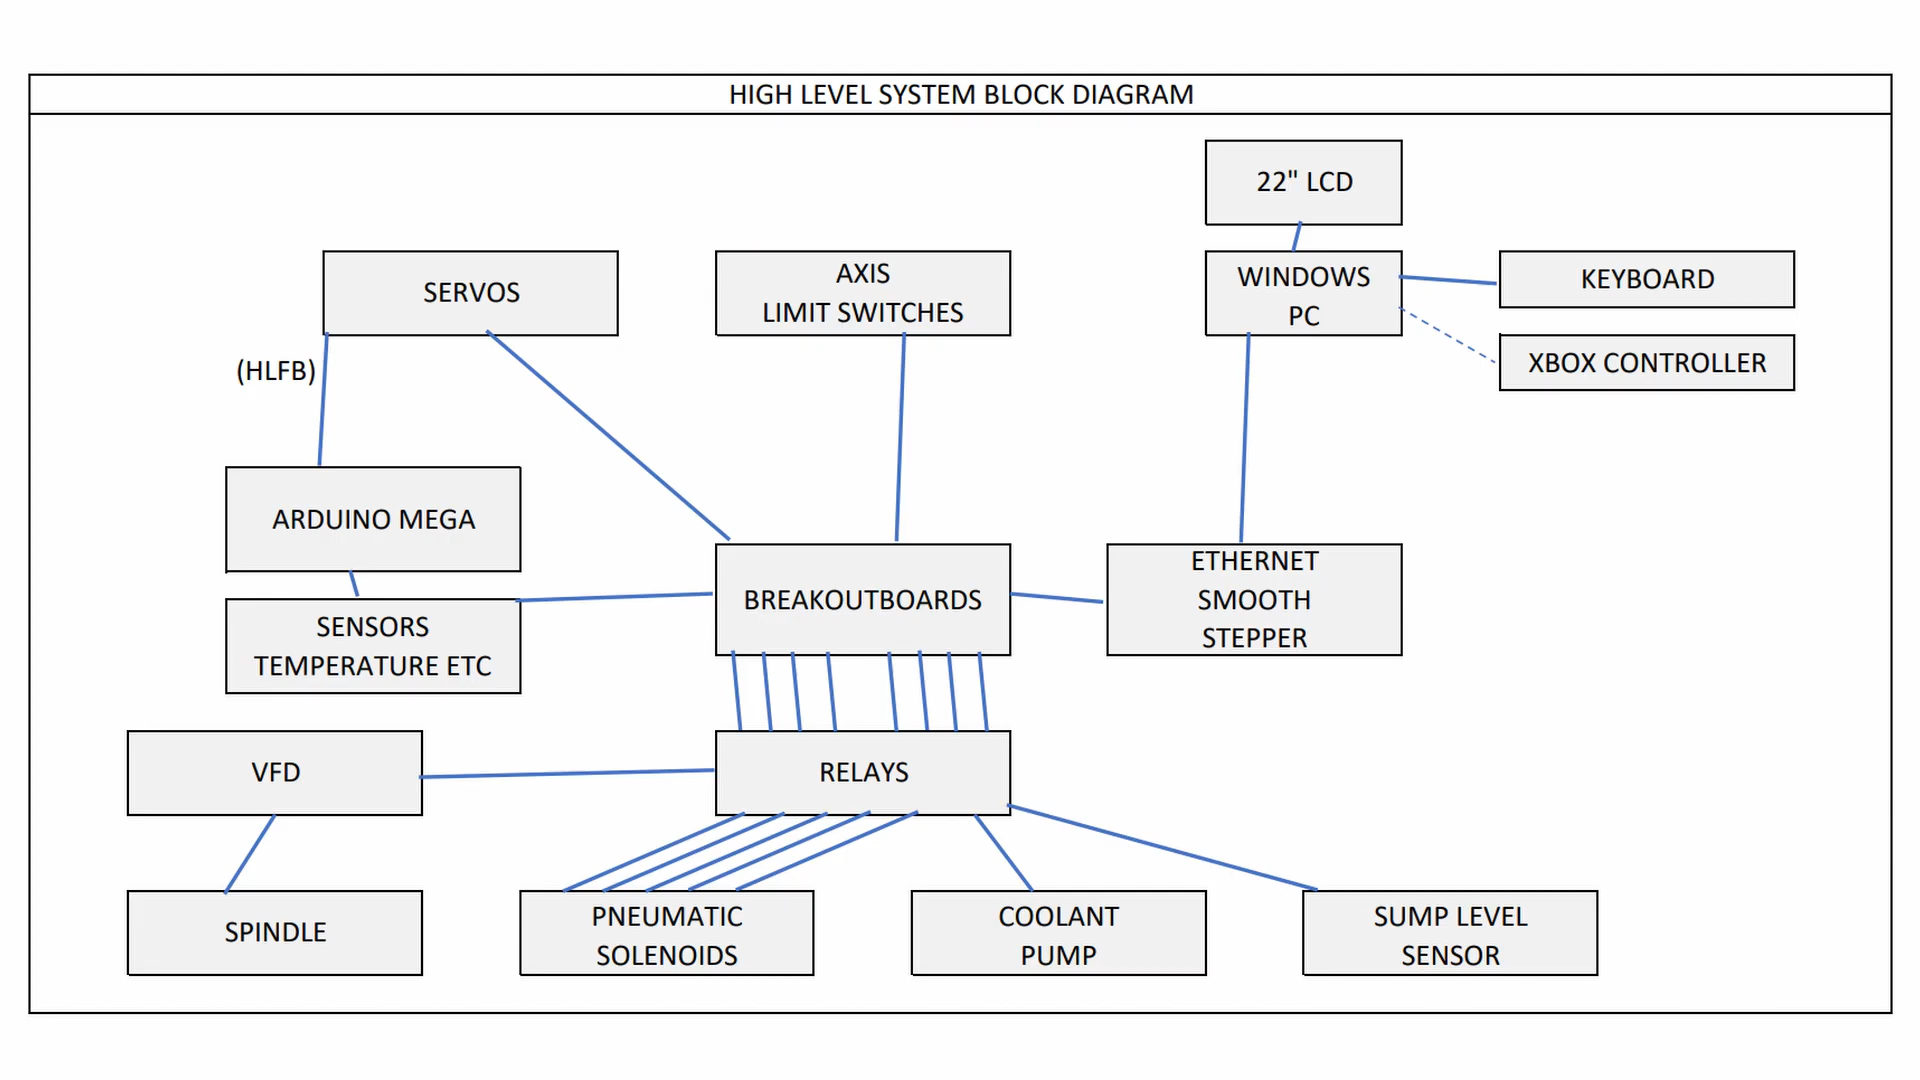 HIGH LEVEL SYSTEM BLOCK DIAGRAM
22" LCD
SERVOS
AXIS
LIMIT SWITCHES
WINDOWS
PC
KEYBOARD
XBOX CONTROLLER
(HLFB)
ARDUINO MEGA
SENSORS
TEMPERATURE ETC
BREAKOUTBOARDS
ETHERNET
SMOOTH
STEPPER
VFD
RELAYS
SPINDLE
PNEUMATIC
SOLENOIDS
COOLANT
PUMP
SUMP LEVEL
SENSOR